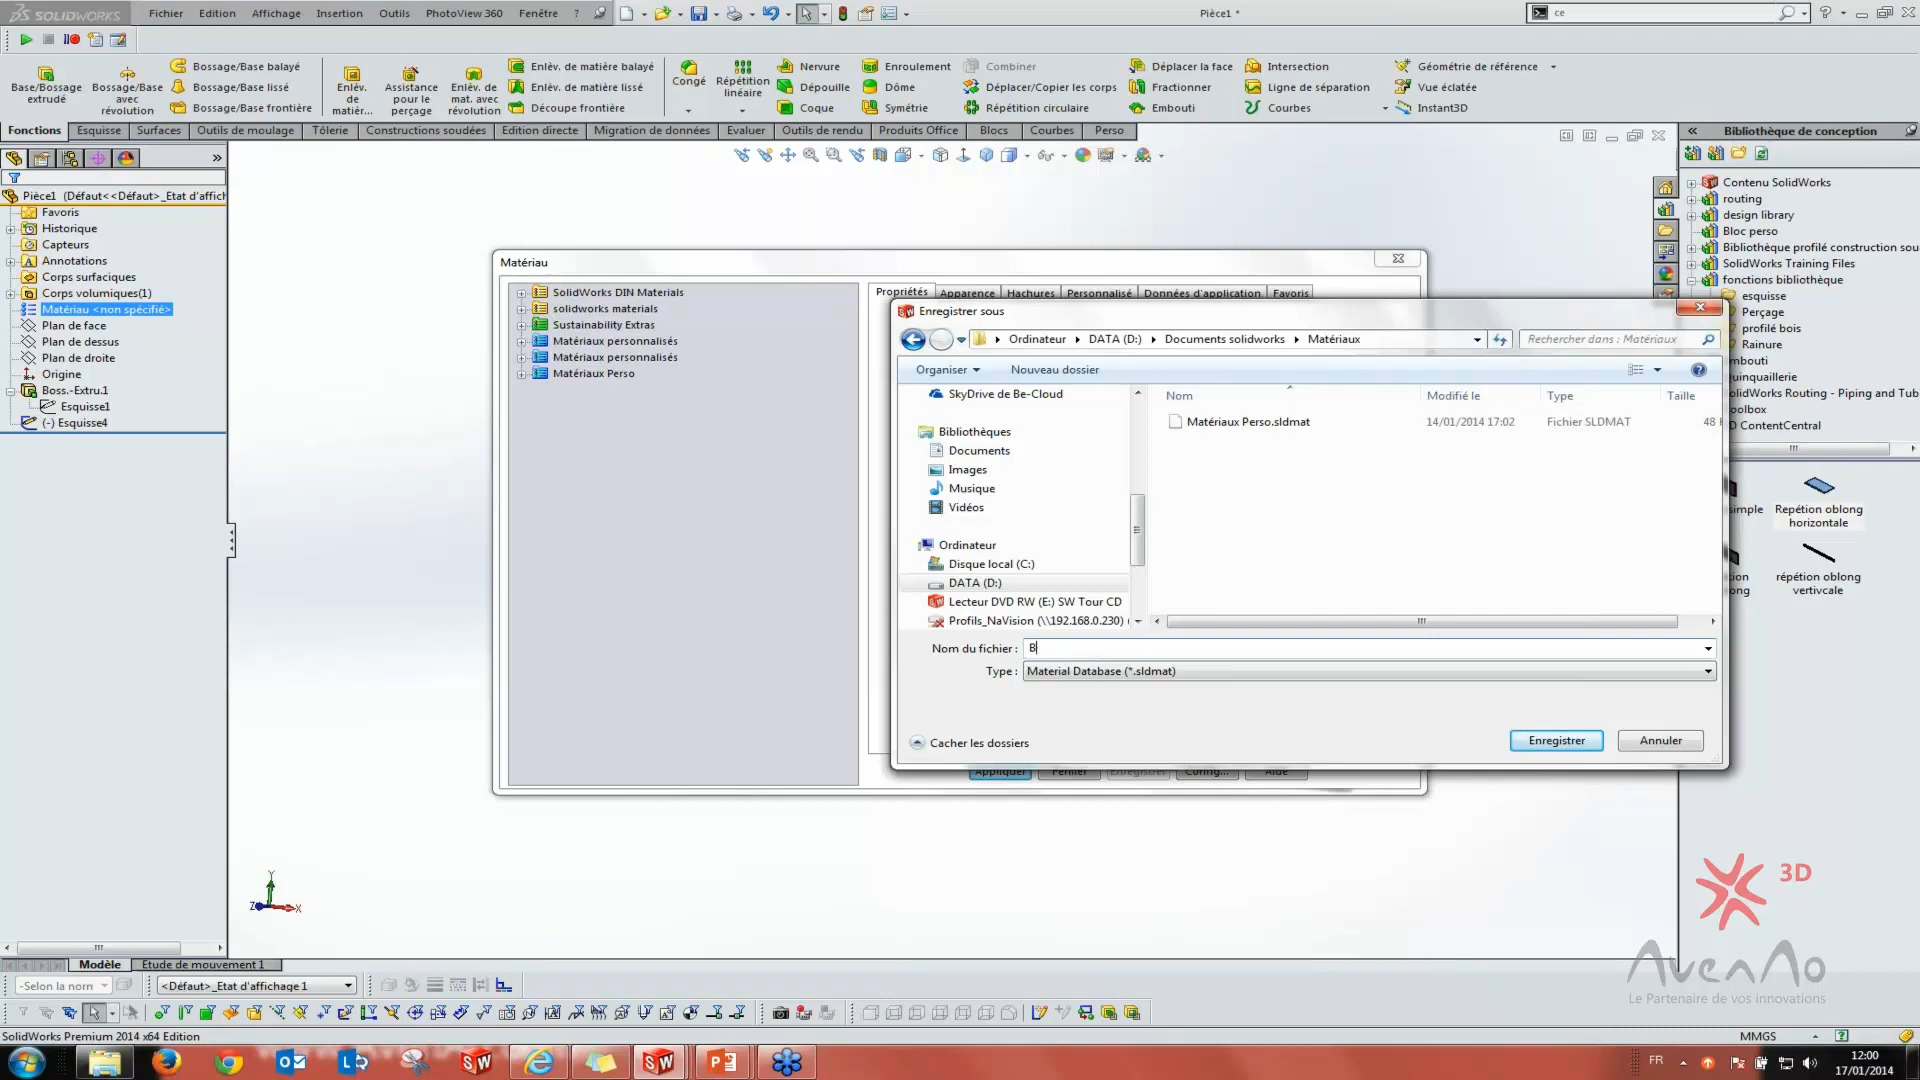 SOLIDWORKS
Fichier Edition Affichage Insertion Outils PhotoView 360 Fenêtre ?
Pièce1 *
ce
Base/Bossage extrudé
Bossage/Base avec révolution
Bossage/Base balayé
Bossage/Base lissé
Bossage/Base frontière
Enlèv. de matièr...
Assistance pour le perçage
Enlèv. de mat. avec révolution
Enlèv. de matière balayé
Enlèv. de matière lissé
Découpe frontière
Congé
Répétition linéaire
Nervure
Dépouille
Coque
Enroulement
Dôme
Symétrie
Combiner
Déplacer/Copier les corps
Répétition circulaire
Déplacer la face
Fractionner
Embouti
Intersection
Ligne de séparation
Courbes
Géométrie de référence
Vue éclatée
Instant3D
Fonctions Esquisse Surfaces Outils de moulage Tôlerie Constructions soudées Edition directe Migration de données Evaluer Outils de rendu Produits Office Blocs Courbes Perso
Pièce1 (Défaut<<Défaut>_Etat d'affich
Favoris
Historique
Capteurs
Annotations
Corps surfaciques
Corps volumiques(1)
Matériau <non spécifié>
Plan de face
Plan de dessus
Plan de droite
Origine
Boss.-Extru.1
Esquisse1
(-) Esquisse4
Matériau
SolidWorks DIN Materials
solidworks materials
Sustainability Extras
Matériaux personnalisés
Matériaux personnalisés
Matériaux Perso
Propriétés Apparence Hachures Personnalisé Données d'application Favoris
Appliquer Fermer Enregistrer Config... Aide
Enregistrer sous
Ordinateur DATA (D:) Documents solidworks Matériaux
Rechercher dans : Matériaux
Organiser Nouveau dossier
SkyDrive de Be-Cloud
Bibliothèques
Documents
Images
Musique
Vidéos
Ordinateur
Disque local (C:)
DATA (D:)
Lecteur DVD RW (E:) SW Tour CD
Profils_NaVision (\\192.168.0.230) (
Nom Modifié le Type Taille
Matériaux Perso.sldmat 14/01/2014 17:02 Fichier SLDMAT 48
Nom du fichier : B
Type : Material Database (*.sldmat)
Cacher les dossiers
Enregistrer Annuler
Bibliothèque de conception
Contenu SolidWorks
routing
design library
Bloc perso
Bibliothèque profilé construction sou
SolidWorks Training Files
fonctions bibliothèque
esquisse
Perçage
profilé bois
Rainure
mbouti
uinquaillerie
olidWorks Routing - Piping and Tub
oolbox
D ContentCentral
simple
Repétion oblong horizontale
tion
ong
répétion oblong vertivcale
Y
Z
X
3D
AvenAo
Le Partenaire de vos innovations
Modèle Etude de mouvement 1
-Selon la norn
<Défaut>_Etat d'affichage 1
SolidWorks Premium 2014 x64 Edition
MMGS
FR
12:00
17/01/2014